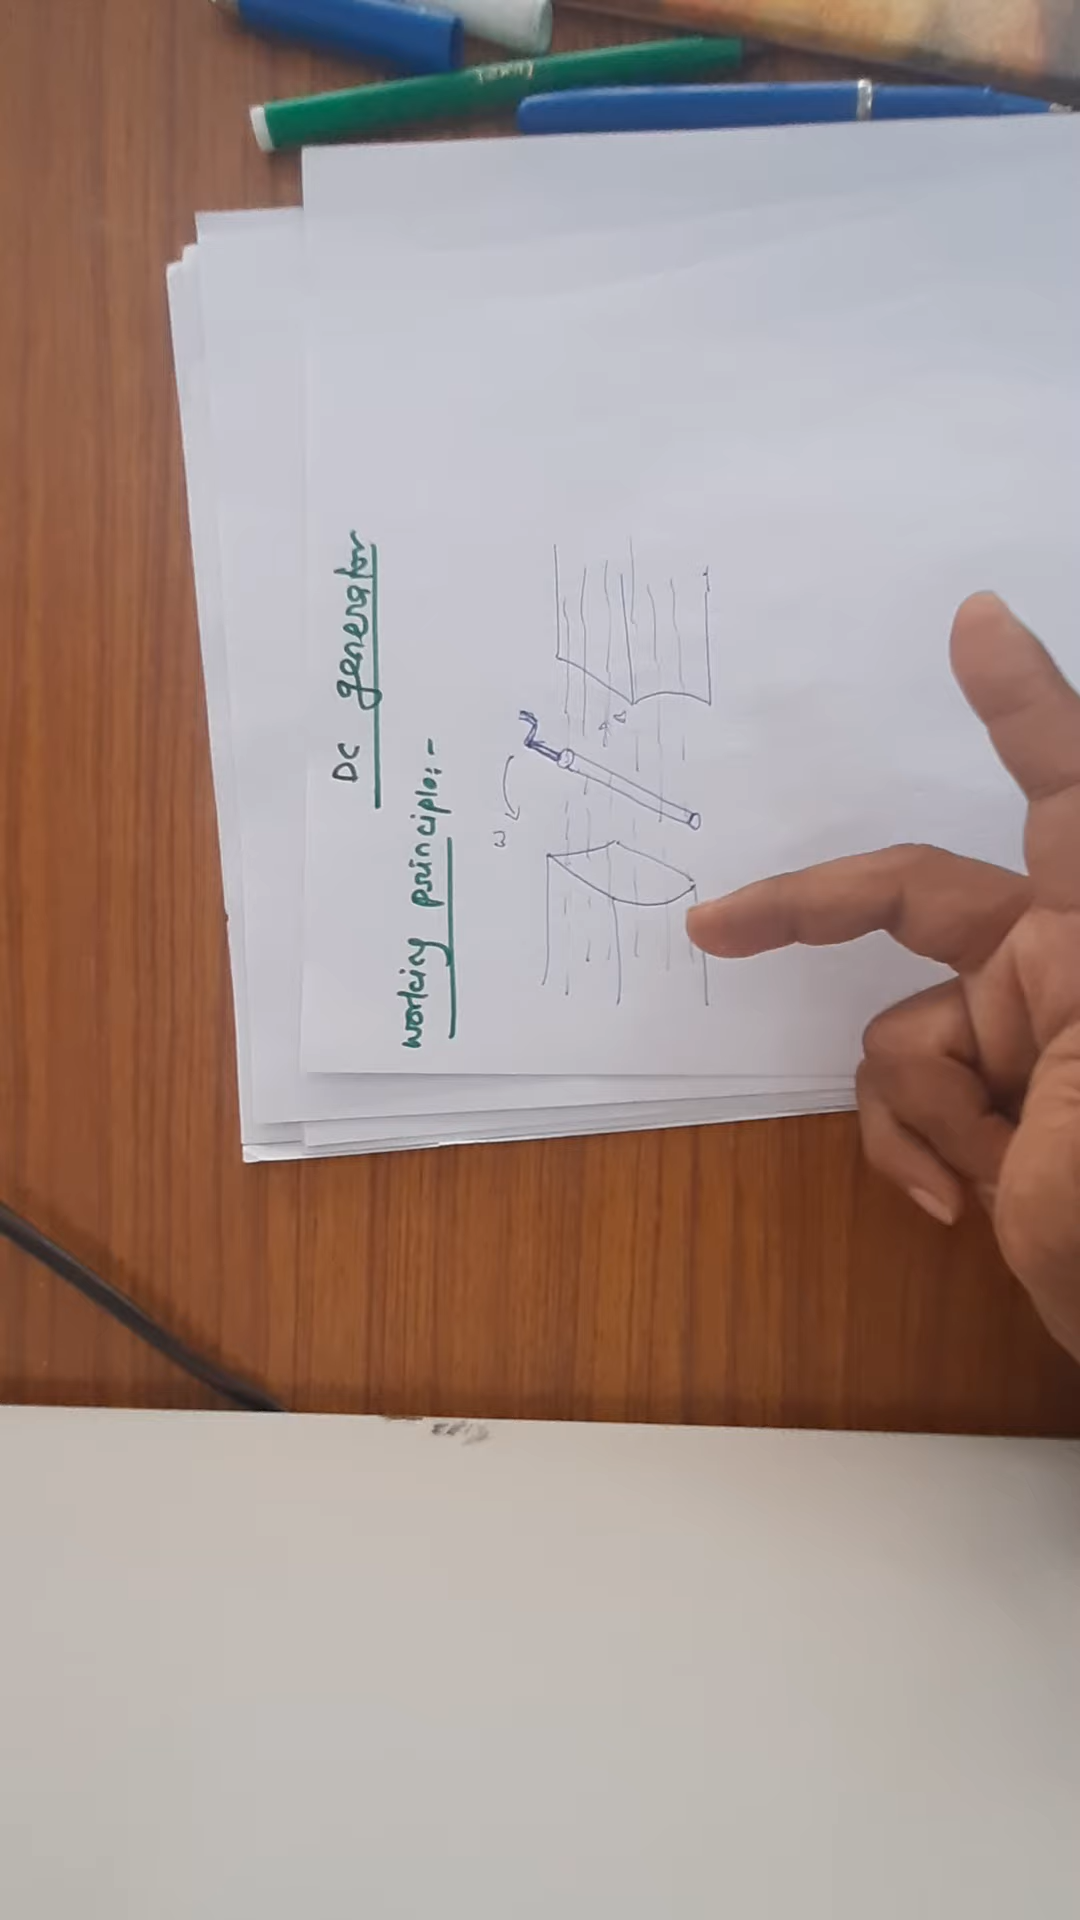 DC generator
working principle:-
ω
B